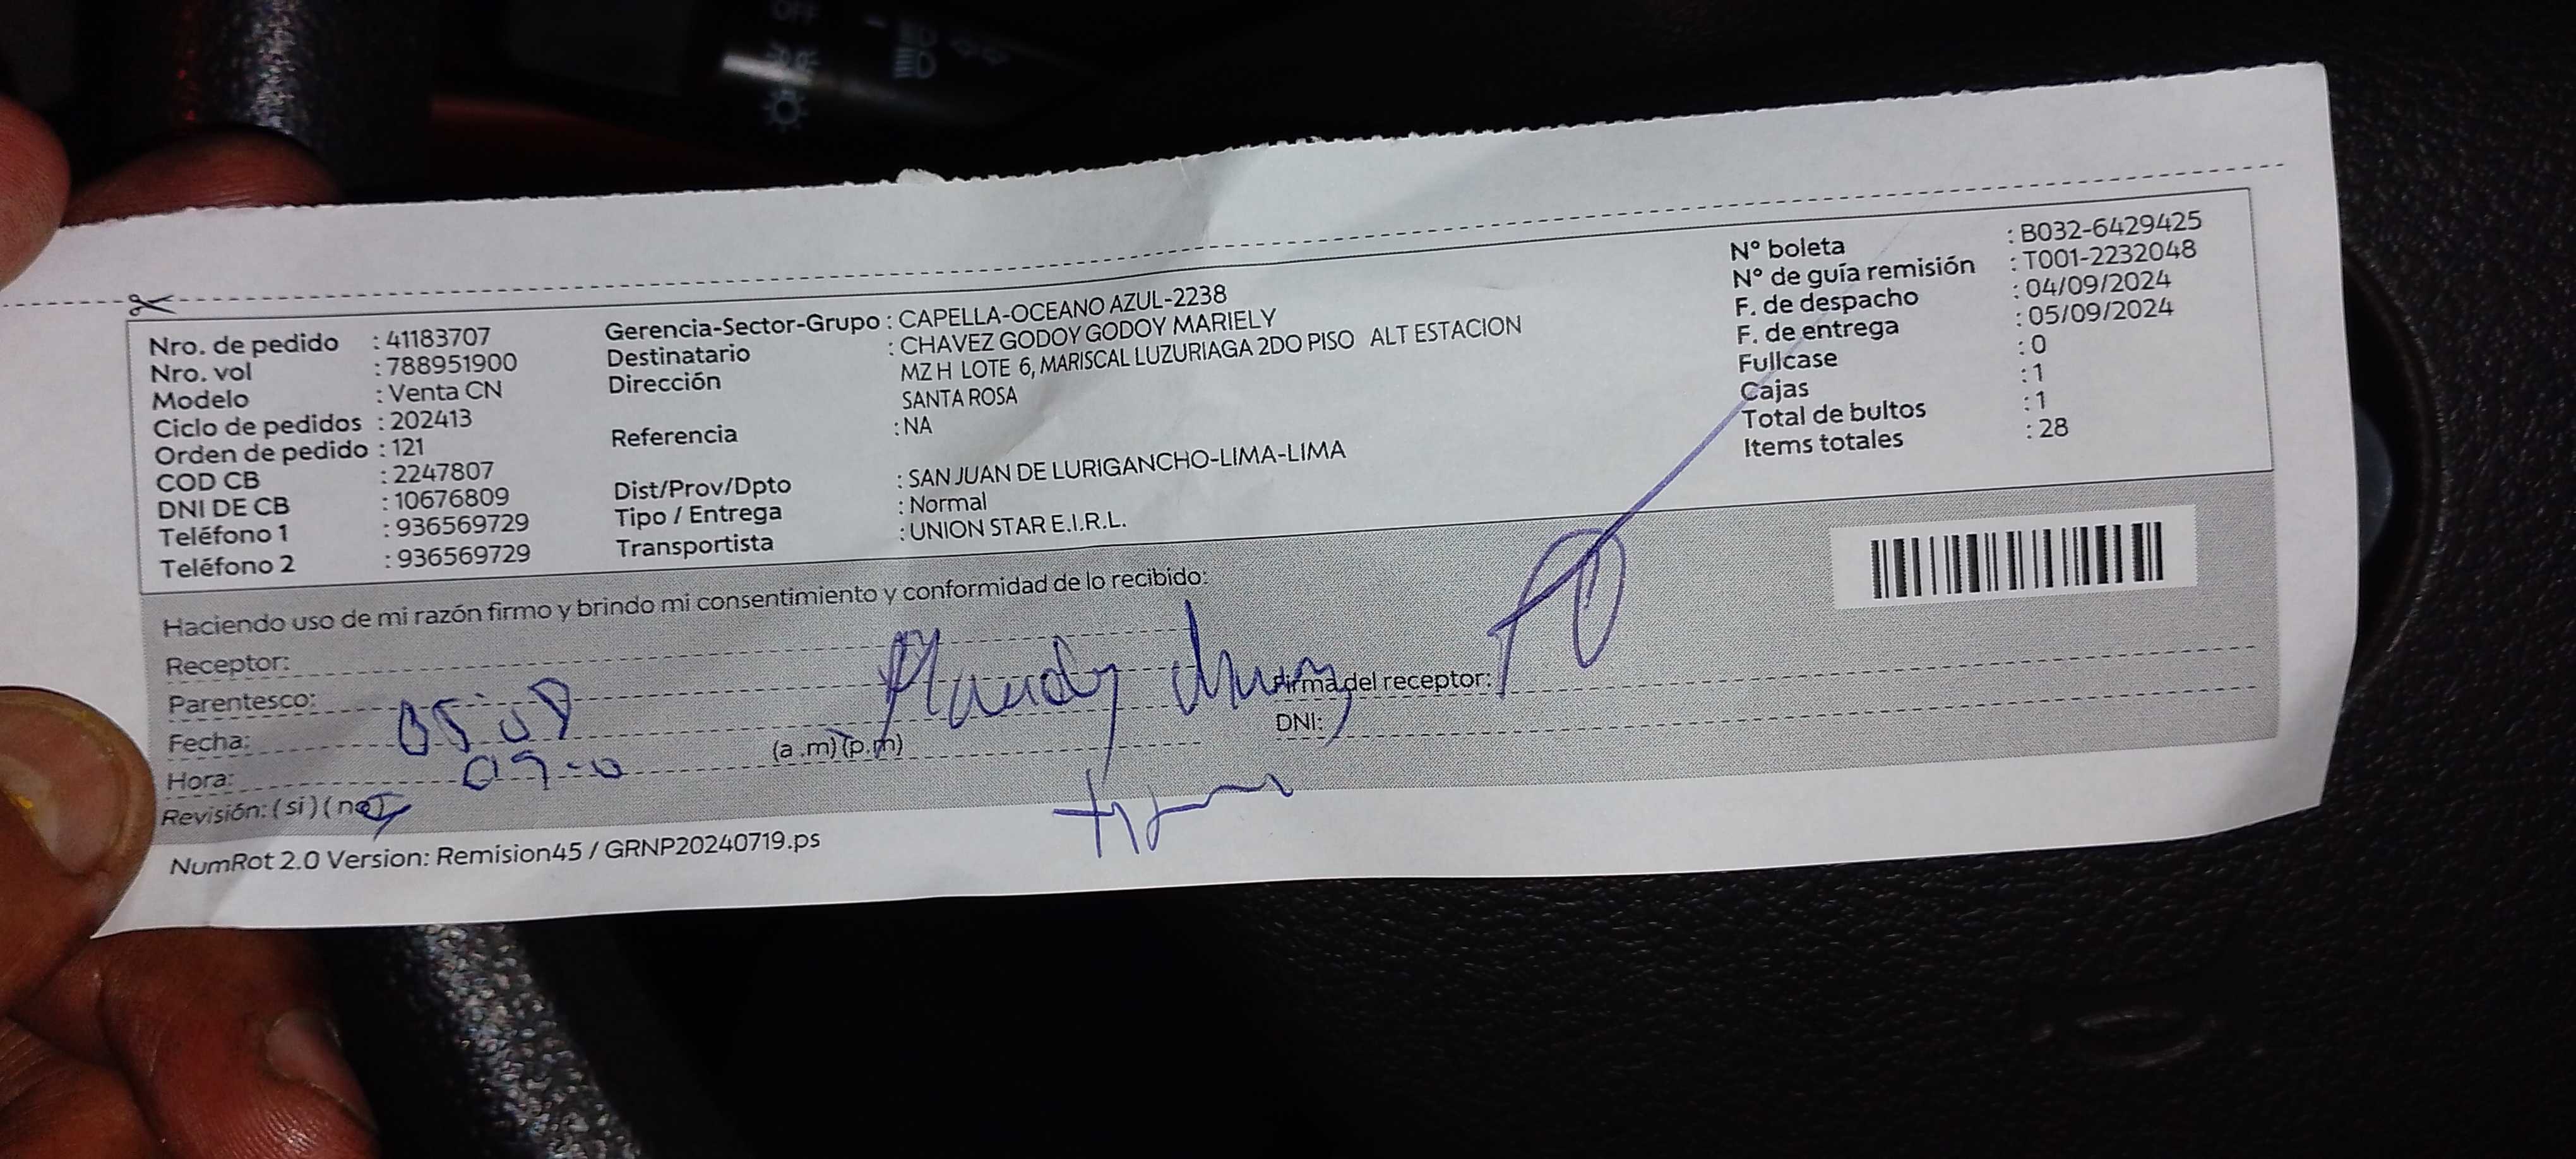 Nro. de pedido : 41183707
Nro. vol : 788951900
Modelo : Venta CN
Ciclo de pedidos : 202413
Orden de pedido : 121
COD CB : 2247807
DNI DE CB : 10676809
Teléfono 1 : 936569729
Teléfono 2 : 936569729
Gerencia-Sector-Grupo : CAPELLA-OCEANO AZUL-2238
Destinatario : CHAVEZ GODOY GODOY MARIELY
Dirección MZ H LOTE 6, MARISCAL LUZURIAGA 2DO PISO ALT ESTACION
SANTA ROSA
Referencia : NA
Dist/Prov/Dpto : SAN JUAN DE LURIGANCHO-LIMA-LIMA
Tipo / Entrega : Normal
Transportista : UNION STAR E.I.R.L.
N° boleta : B032-6429425
N° de guía remisión : T001-2232048
F. de despacho : 04/09/2024
F. de entrega : 05/09/2024
Fullcase : 0
Cajas : 1
Total de bultos : 1
Items totales : 28
Haciendo uso de mi razón firmo y brindo mi consentimiento y conformidad de lo recibido:
Receptor:
Parentesco:
Fecha:
Hora: (a .m) (p.m)
Revisión: ( si ) ( no )
Firma del receptor:
DNI:
NumRot 2.0 Version: Remision45 / GRNP20240719.ps
OFF